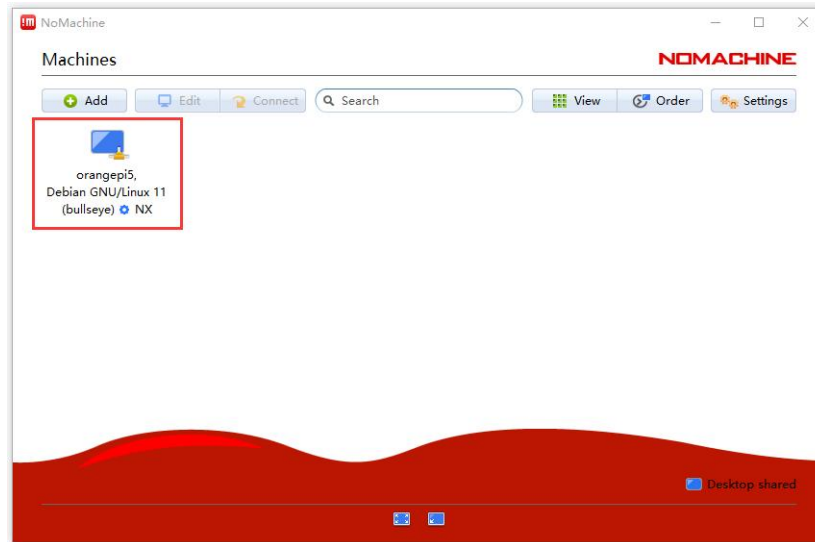 NoMachine
Machines
NOMACHINE
Add
Edit
Connect
Search
View
Order
Settings
orangepi5,
Debian GNU/Linux 11
(bullseye) NX
Desktop shared